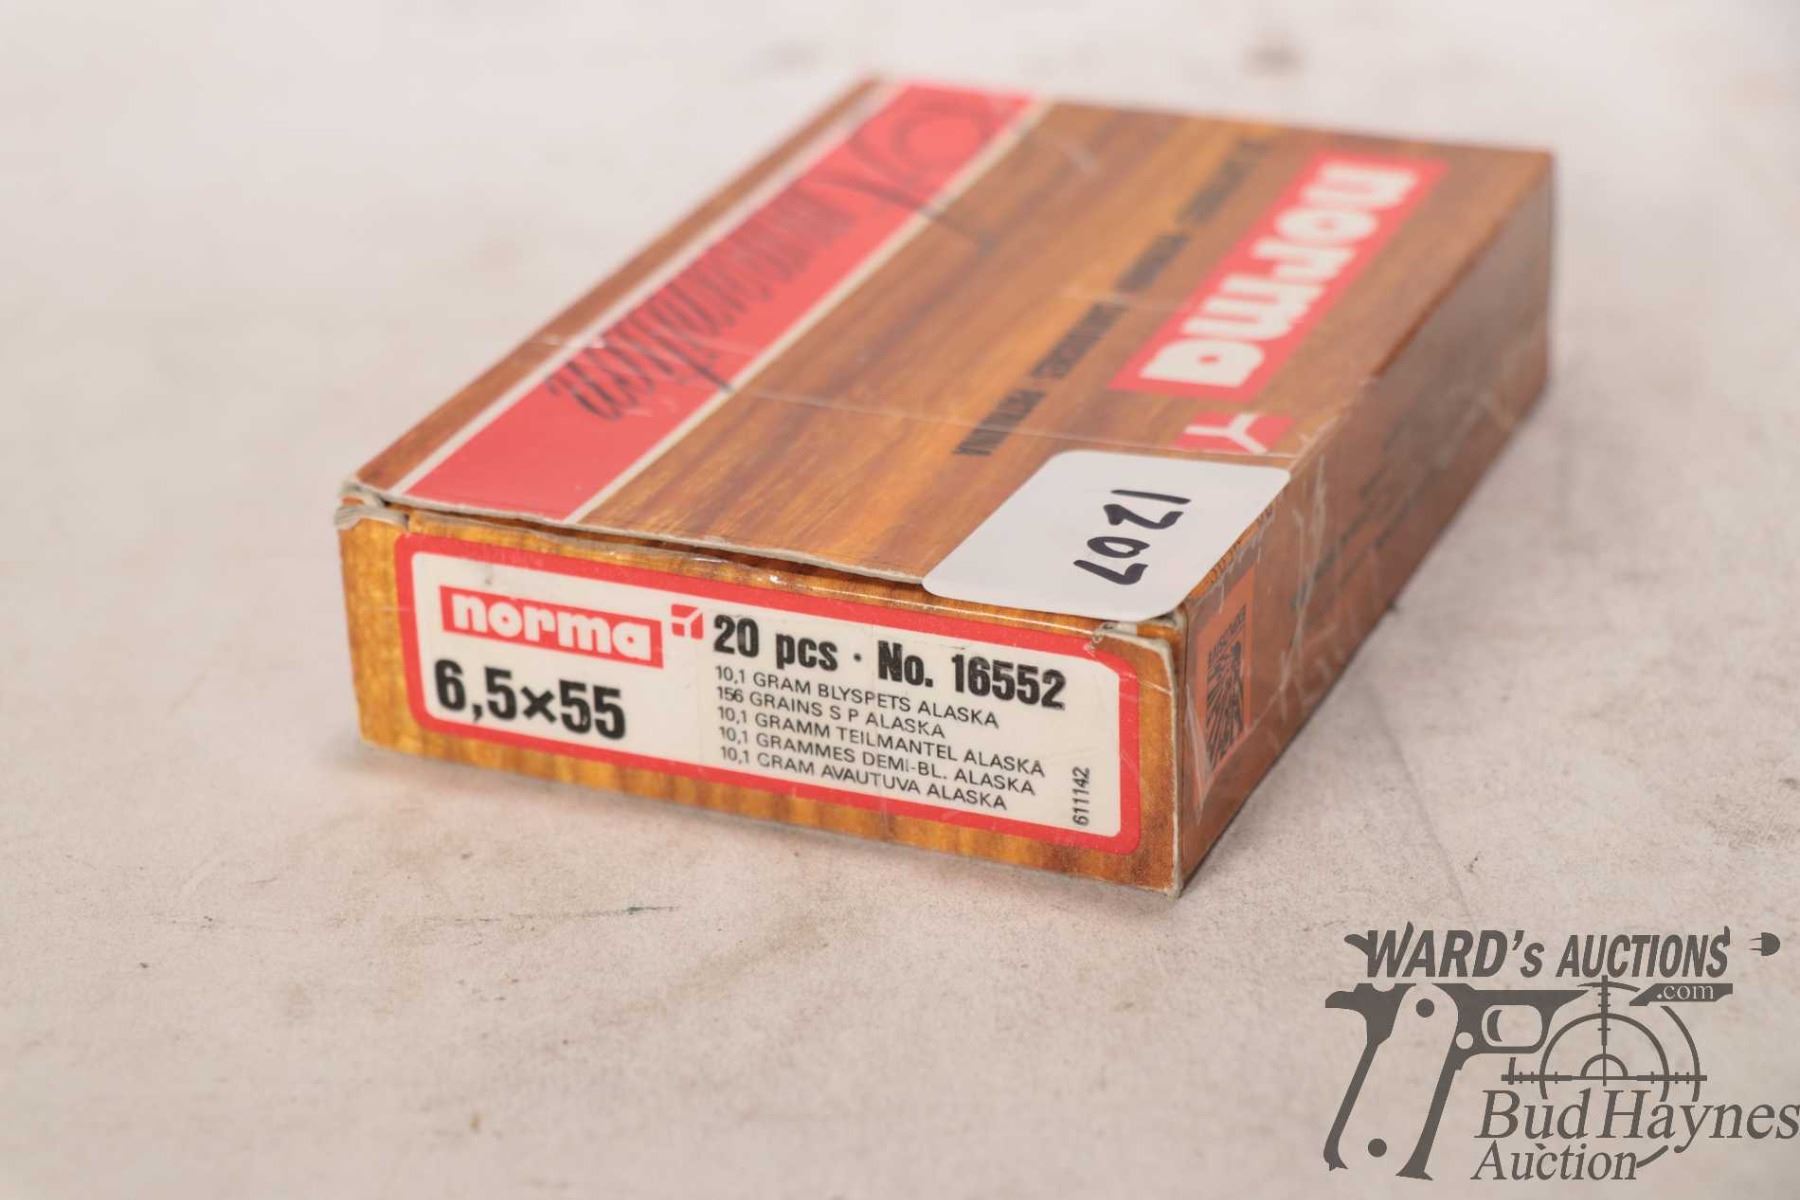 norma
1207
norma
6,5×55
20 pcs · No. 16552
10,1 GRAM BLYSPETS ALASKA
156 GRAINS S P ALASKA
10,1 GRAMM TEILMANTEL ALASKA
10,1 GRAMMES DEMI-BL. ALASKA
10,1 GRAM AVAUTUVA ALASKA
611142
WARD's AUCTIONS
.com
Bud Haynes
Auction